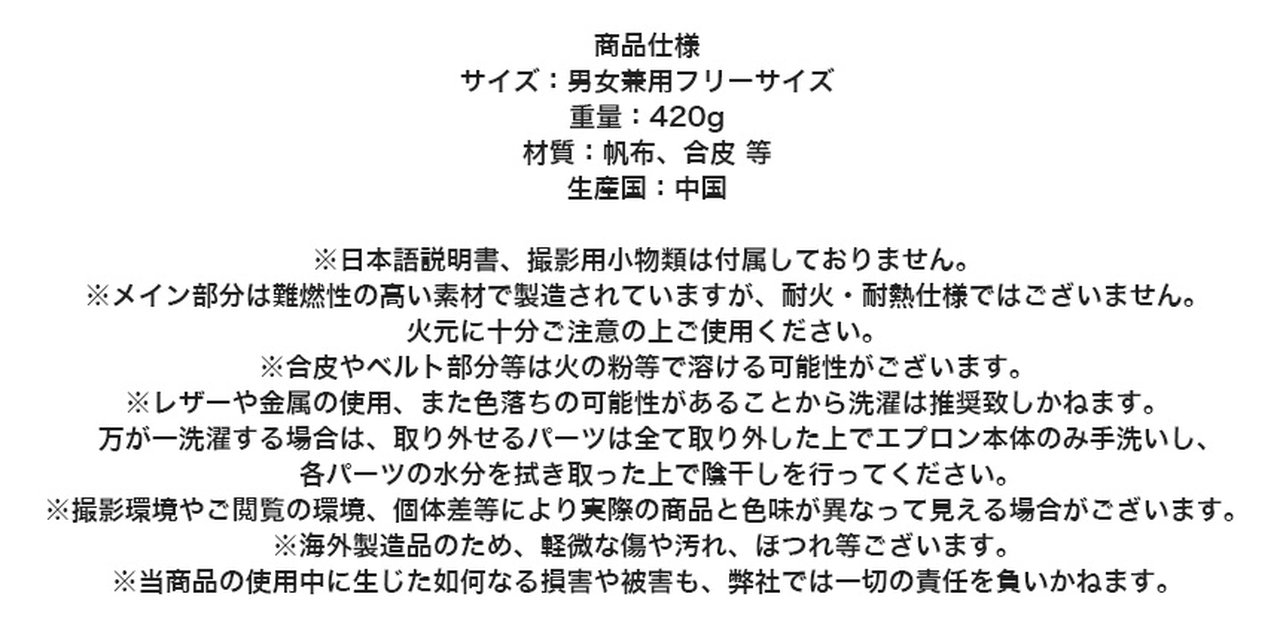 商品仕様
サイズ：男女兼用フリーサイズ
重量：420g
材質：帆布、合皮 等
生産国：中国
※日本語説明書、撮影用小物類は付属しておりません。
※メイン部分は難燃性の高い素材で製造されていますが、耐火・耐熱仕様ではございません。
火元に十分ご注意の上ご使用ください。
※合皮やベルト部分等は火の粉等で溶ける可能性がございます。
※レザーや金属の使用、また色落ちの可能性があることから洗濯は推奨致しかねます。
万が一洗濯する場合は、取り外せるパーツは全て取り外した上でエプロン本体のみ手洗いし、
各パーツの水分を拭き取った上で陰干しを行ってください。
※撮影環境やご閲覧の環境、個体差等により実際の商品と色味が異なって見える場合がございます。
※海外製造品のため、軽微な傷や汚れ、ほつれ等ございます。
※当商品の使用中に生じた如何なる損害や被害も、弊社では一切の責任を負いかねます。